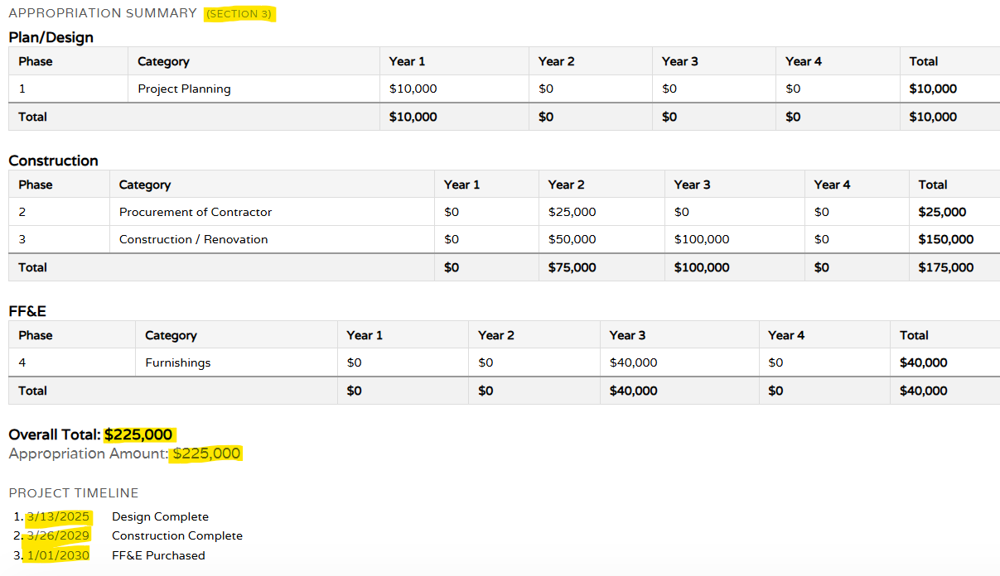 APPROPRIATION SUMMARY (SECTION 3)
Plan/Design
Phase Category Year 1 Year 2 Year 3 Year 4 Total
1 Project Planning $10,000 $0 $0 $0 $10,000
Total $10,000 $0 $0 $0 $10,000
Construction
Phase Category Year 1 Year 2 Year 3 Year 4 Total
2 Procurement of Contractor $0 $25,000 $0 $0 $25,000
3 Construction / Renovation $0 $50,000 $100,000 $0 $150,000
Total $0 $75,000 $100,000 $0 $175,000
FF&E
Phase Category Year 1 Year 2 Year 3 Year 4 Total
4 Furnishings $0 $0 $40,000 $0 $40,000
Total $0 $0 $40,000 $0 $40,000
Overall Total: $225,000
Appropriation Amount: $225,000
PROJECT TIMELINE
1. 3/13/2025 Design Complete
2. 3/26/2029 Construction Complete
3. 1/01/2030 FF&E Purchased